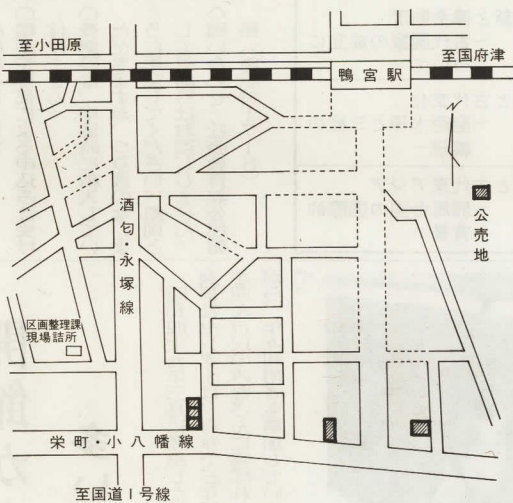 至小田原
至国府津
鴨宮駅
N
公売地
酒匂・永塚線
区画整理課
現場詰所
栄町・小八幡線
至国道1号線